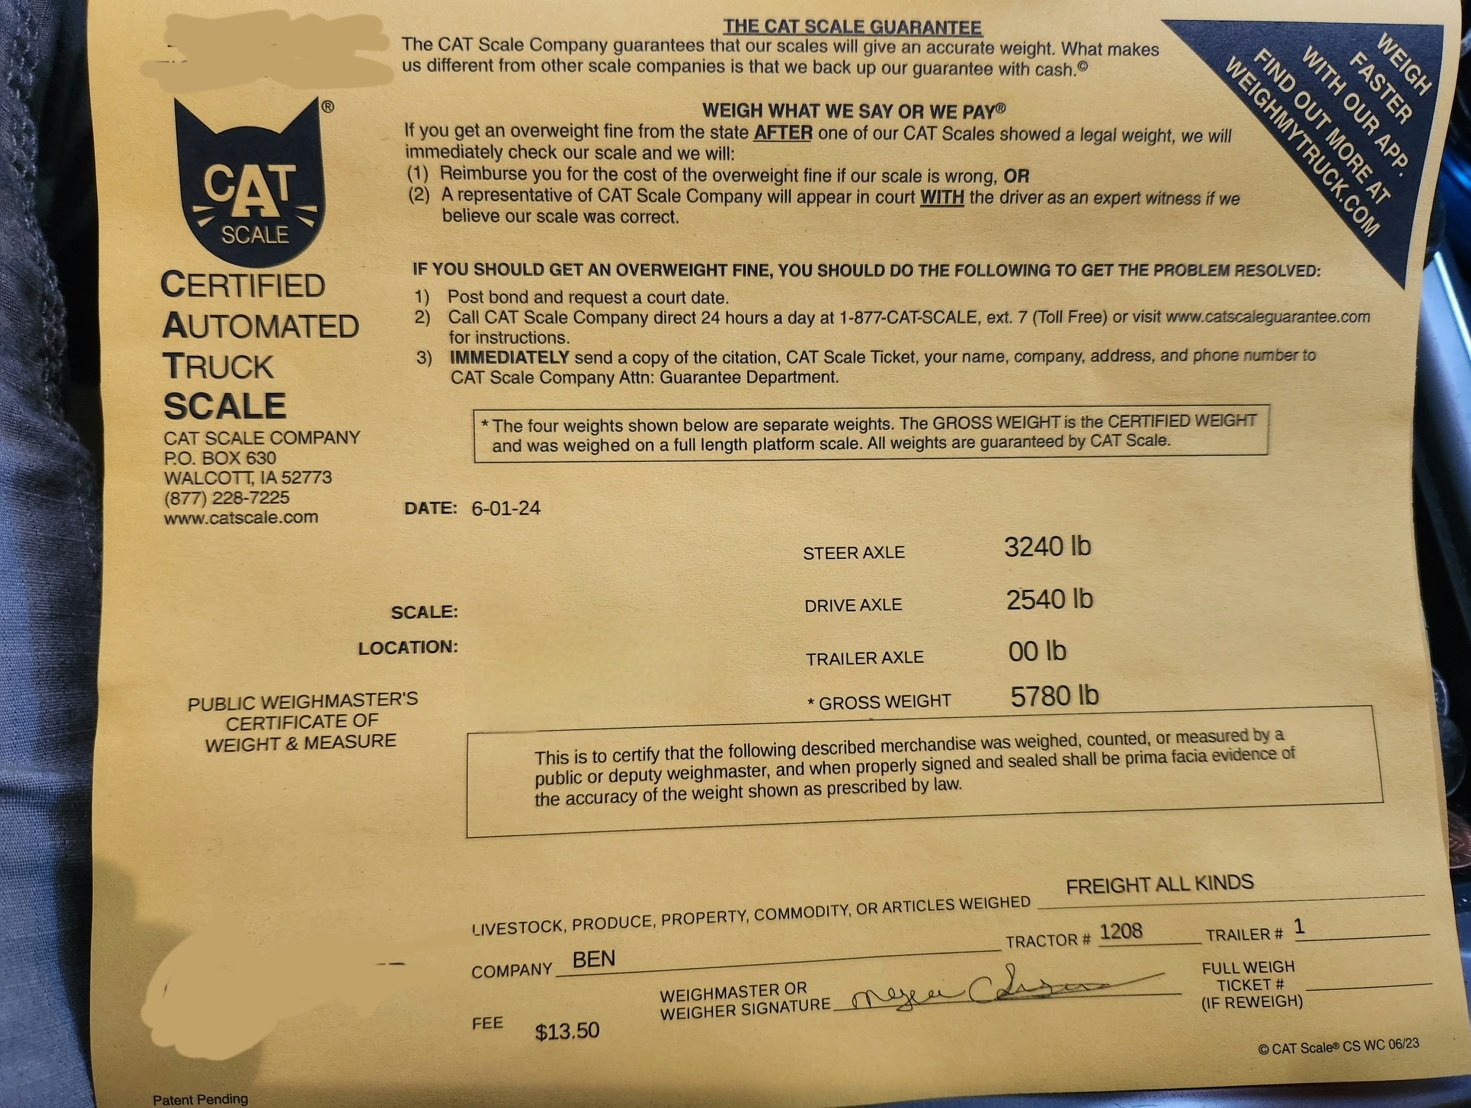 THE CAT SCALE GUARANTEE
The CAT Scale Company guarantees that our scales will give an accurate weight. What makes
us different from other scale companies is that we back up our guarantee with cash.©
WEIGH WHAT WE SAY OR WE PAY®
If you get an overweight fine from the state AFTER one of our CAT Scales showed a legal weight, we will
immediately check our scale and we will:
(1) Reimburse you for the cost of the overweight fine if our scale is wrong, OR
(2) A representative of CAT Scale Company will appear in court WITH the driver as an expert witness if we
believe our scale was correct.
WEIGH
FASTER
WITH OUR APP.
FIND OUT MORE AT
WEIGHMYTRUCK.COM
®
CAT
SCALE
CERTIFIED
AUTOMATED
TRUCK
SCALE
CAT SCALE COMPANY
P.O. BOX 630
WALCOTT, IA 52773
(877) 228-7225
www.catscale.com
IF YOU SHOULD GET AN OVERWEIGHT FINE, YOU SHOULD DO THE FOLLOWING TO GET THE PROBLEM RESOLVED:
1) Post bond and request a court date.
2) Call CAT Scale Company direct 24 hours a day at 1-877-CAT-SCALE, ext. 7 (Toll Free) or visit www.catscaleguarantee.com
for instructions.
3) IMMEDIATELY send a copy of the citation, CAT Scale Ticket, your name, company, address, and phone number to
CAT Scale Company Attn: Guarantee Department.
* The four weights shown below are separate weights. The GROSS WEIGHT is the CERTIFIED WEIGHT
and was weighed on a full length platform scale. All weights are guaranteed by CAT Scale.
DATE: 6-01-24
STEER AXLE 3240 lb
SCALE:
DRIVE AXLE 2540 lb
LOCATION:
TRAILER AXLE 00 lb
* GROSS WEIGHT 5780 lb
PUBLIC WEIGHMASTER'S
CERTIFICATE OF
WEIGHT & MEASURE
This is to certify that the following described merchandise was weighed, counted, or measured by a
public or deputy weighmaster, and when properly signed and sealed shall be prima facia evidence of
the accuracy of the weight shown as prescribed by law.
LIVESTOCK, PRODUCE, PROPERTY, COMMODITY, OR ARTICLES WEIGHED FREIGHT ALL KINDS
COMPANY BEN TRACTOR # 1208 TRAILER # 1
WEIGHMASTER OR
WEIGHER SIGNATURE
FULL WEIGH
TICKET #
(IF REWEIGH)
FEE $13.50
© CAT Scale® CS WC 06/23
Patent Pending